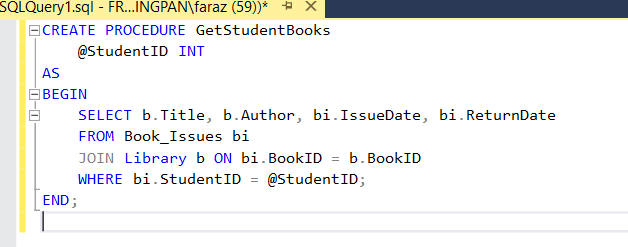 SQLQuery1.sql - FR...INGPAN\faraz (59))*
CREATE PROCEDURE GetStudentBooks
    @StudentID INT
AS
BEGIN
    SELECT b.Title, b.Author, bi.IssueDate, bi.ReturnDate
    FROM Book_Issues bi
    JOIN Library b ON bi.BookID = b.BookID
    WHERE bi.StudentID = @StudentID;
END;